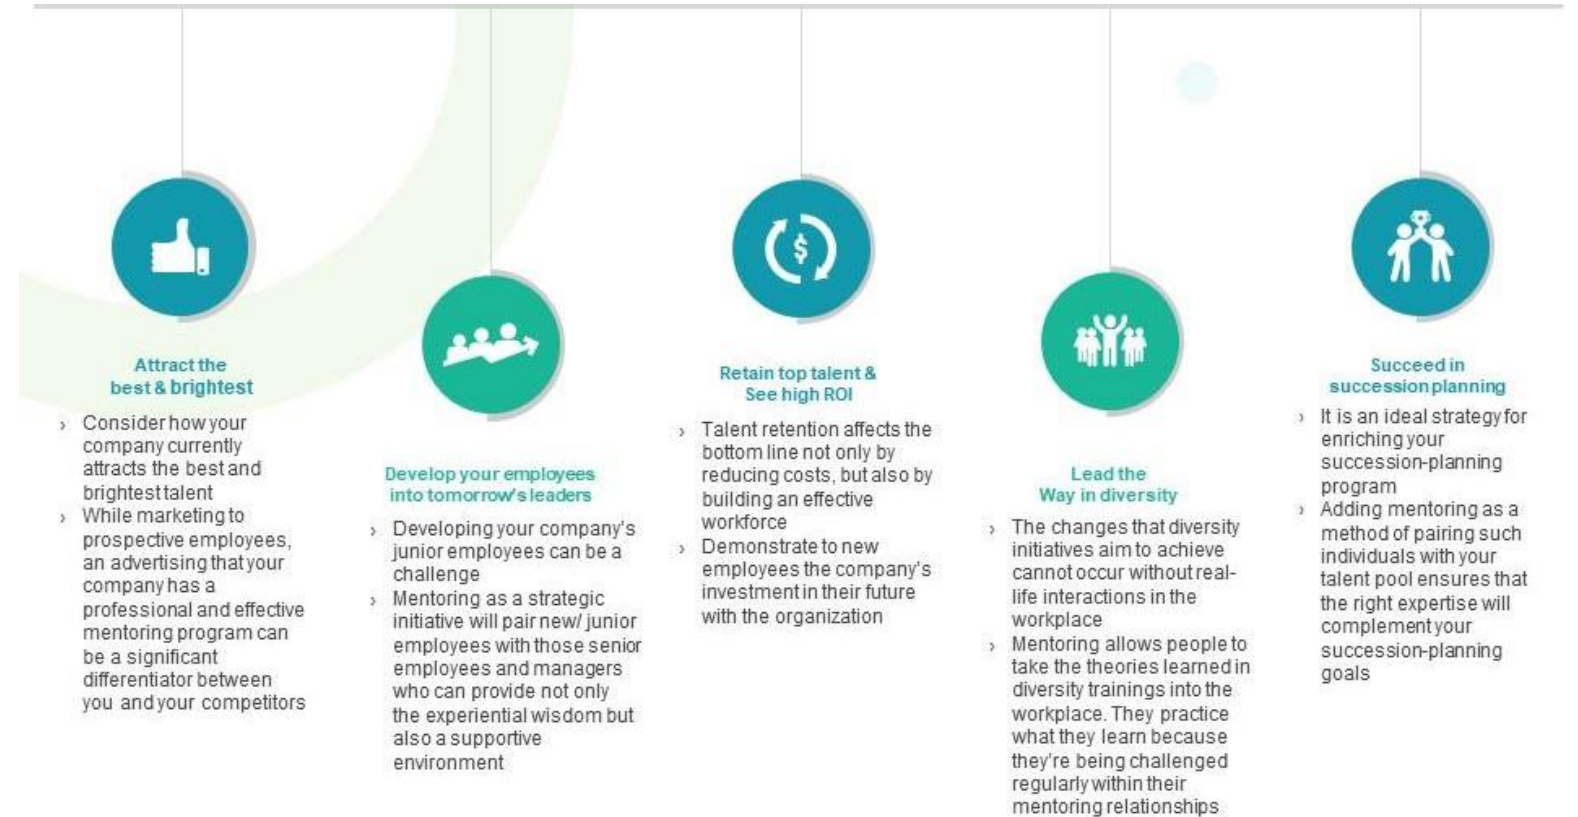 Attract the
best & brightest
› Consider how your
company currently
attracts the best and
brightest talent
› While marketing to
prospective employees,
an advertising that your
company has a
professional and effective
mentoring program can
be a significant
differentiator between
you and your competitors
Develop your employees
into tomorrow's leaders
› Developing your company's
junior employees can be a
challenge
› Mentoring as a strategic
initiative will pair new/ junior
employees with those senior
employees and managers
who can provide not only
the experiential wisdom but
also a supportive
environment
$
Retain top talent &
See high ROI
› Talent retention affects the
bottom line not only by
reducing costs, but also by
building an effective
workforce
› Demonstrate to new
employees the company's
investment in their future
with the organization
Lead the
Way in diversity
› The changes that diversity
initiatives aim to achieve
cannot occur without real-
life interactions in the
workplace
› Mentoring allows people to
take the theories learned in
diversity trainings into the
workplace. They practice
what they learn because
they're being challenged
regularly within their
mentoring relationships
Succeed in
succession planning
› It is an ideal strategy for
enriching your
succession-planning
program
› Adding mentoring as a
method of pairing such
individuals with your
talent pool ensures that
the right expertise will
complement your
succession-planning
goals